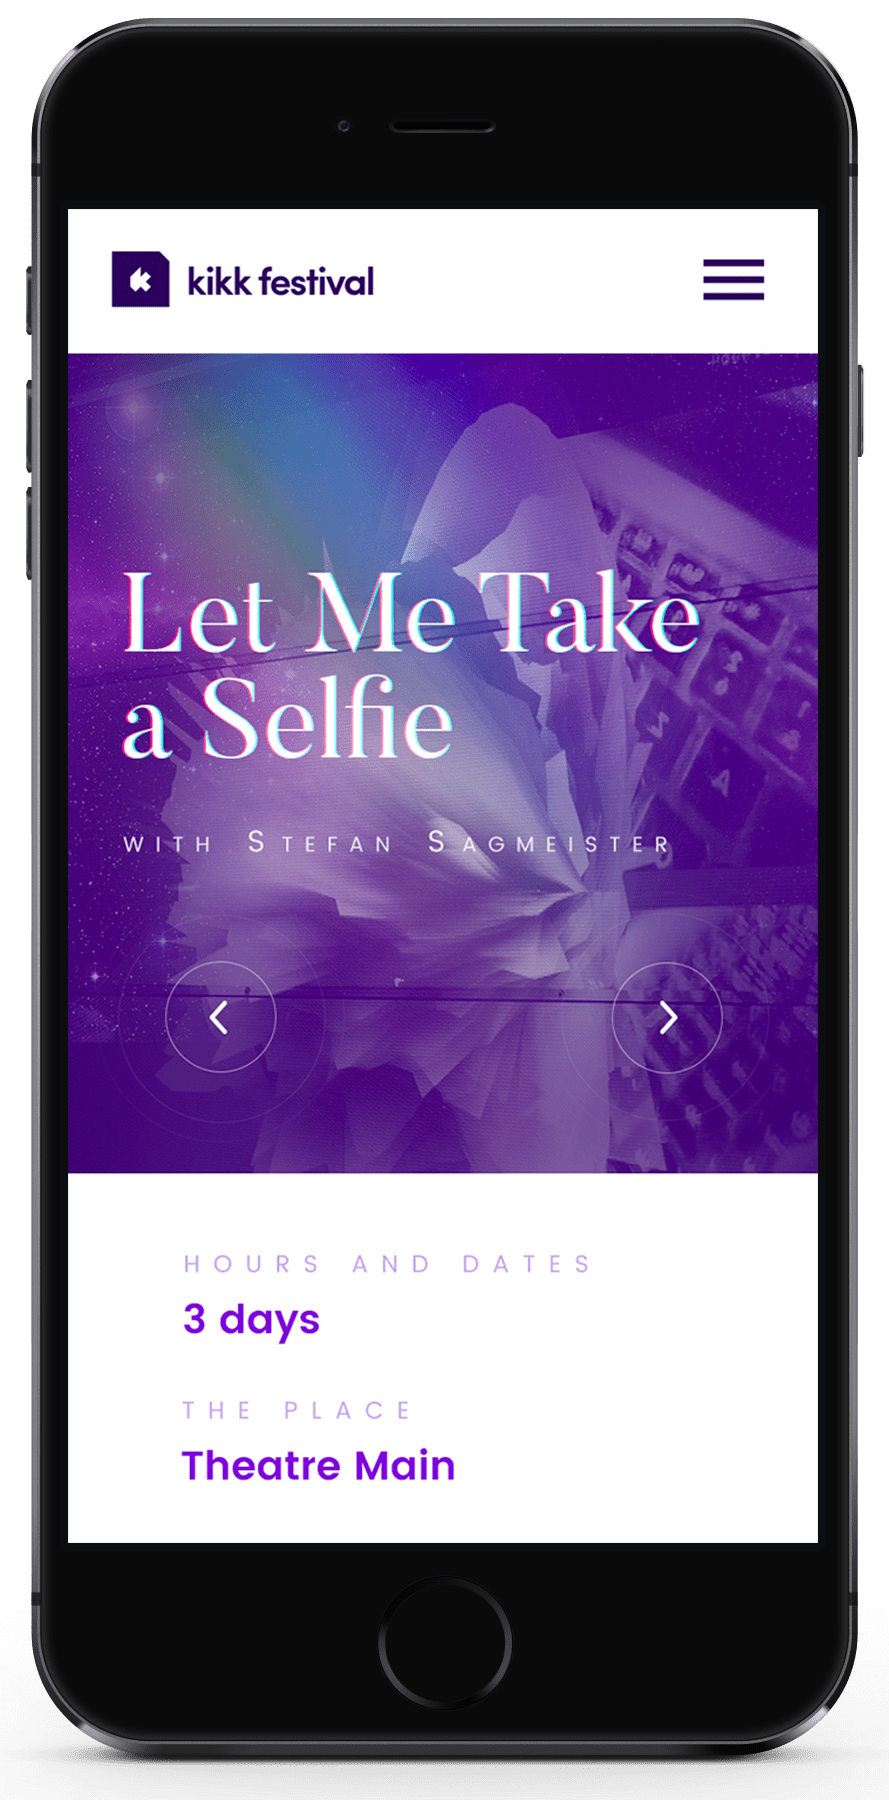 kikk festival
Let Me Take
a Selfie
WITH STEFAN SAGMEISTER
HOURS AND DATES
3 days
THE PLACE
Theatre Main